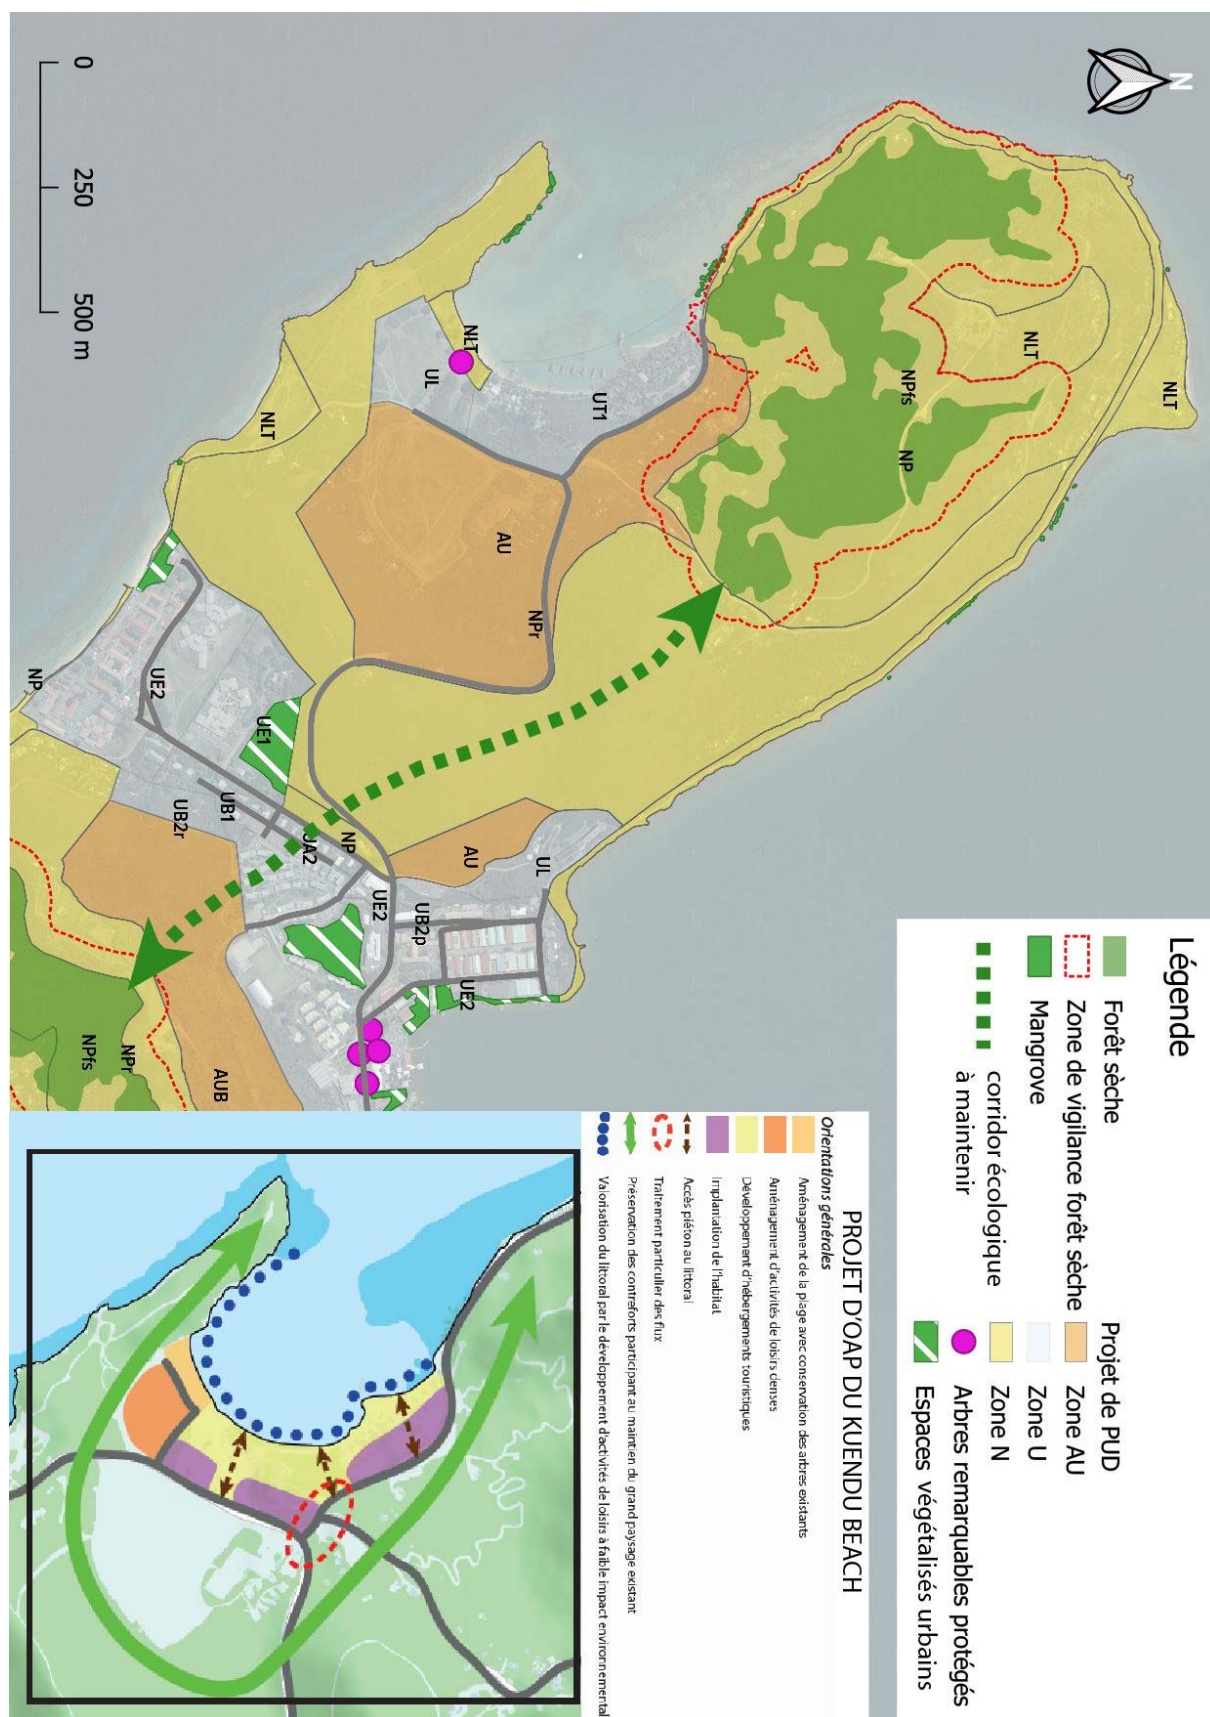 N
0
250
500 m
NLT
NLT
NPfs
NP
NLT
UL
UT1
NLT
AU
NPr
NP
UE2
UE1
UB1
UB2r
UA2
NP
AU
UL
UE2
UB2p
UE2
NPfs
NPr
AUB
Légende
Forêt sèche
Zone de vigilance forêt sèche
Mangrove
corridor écologique
à maintenir
Projet de PUD
Zone AU
Zone U
Zone N
Arbres remarquables protégés
Espaces végétalisés urbains
PROJET D'OAP DU KUENDU BEACH
Orientations générales
Aménagement de la plage avec conservation des arbres existants
Aménagement d'activités de loisirs denses
Développement d'hébergements touristiques
Implantation de l'habitat
Accès piéton au littoral
Traitement particulier des flux
Préservation des contreforts participant au maintien du grand paysage existant
Valorisation du littoral par le développement d'activités de loisirs à faible impact environnemental